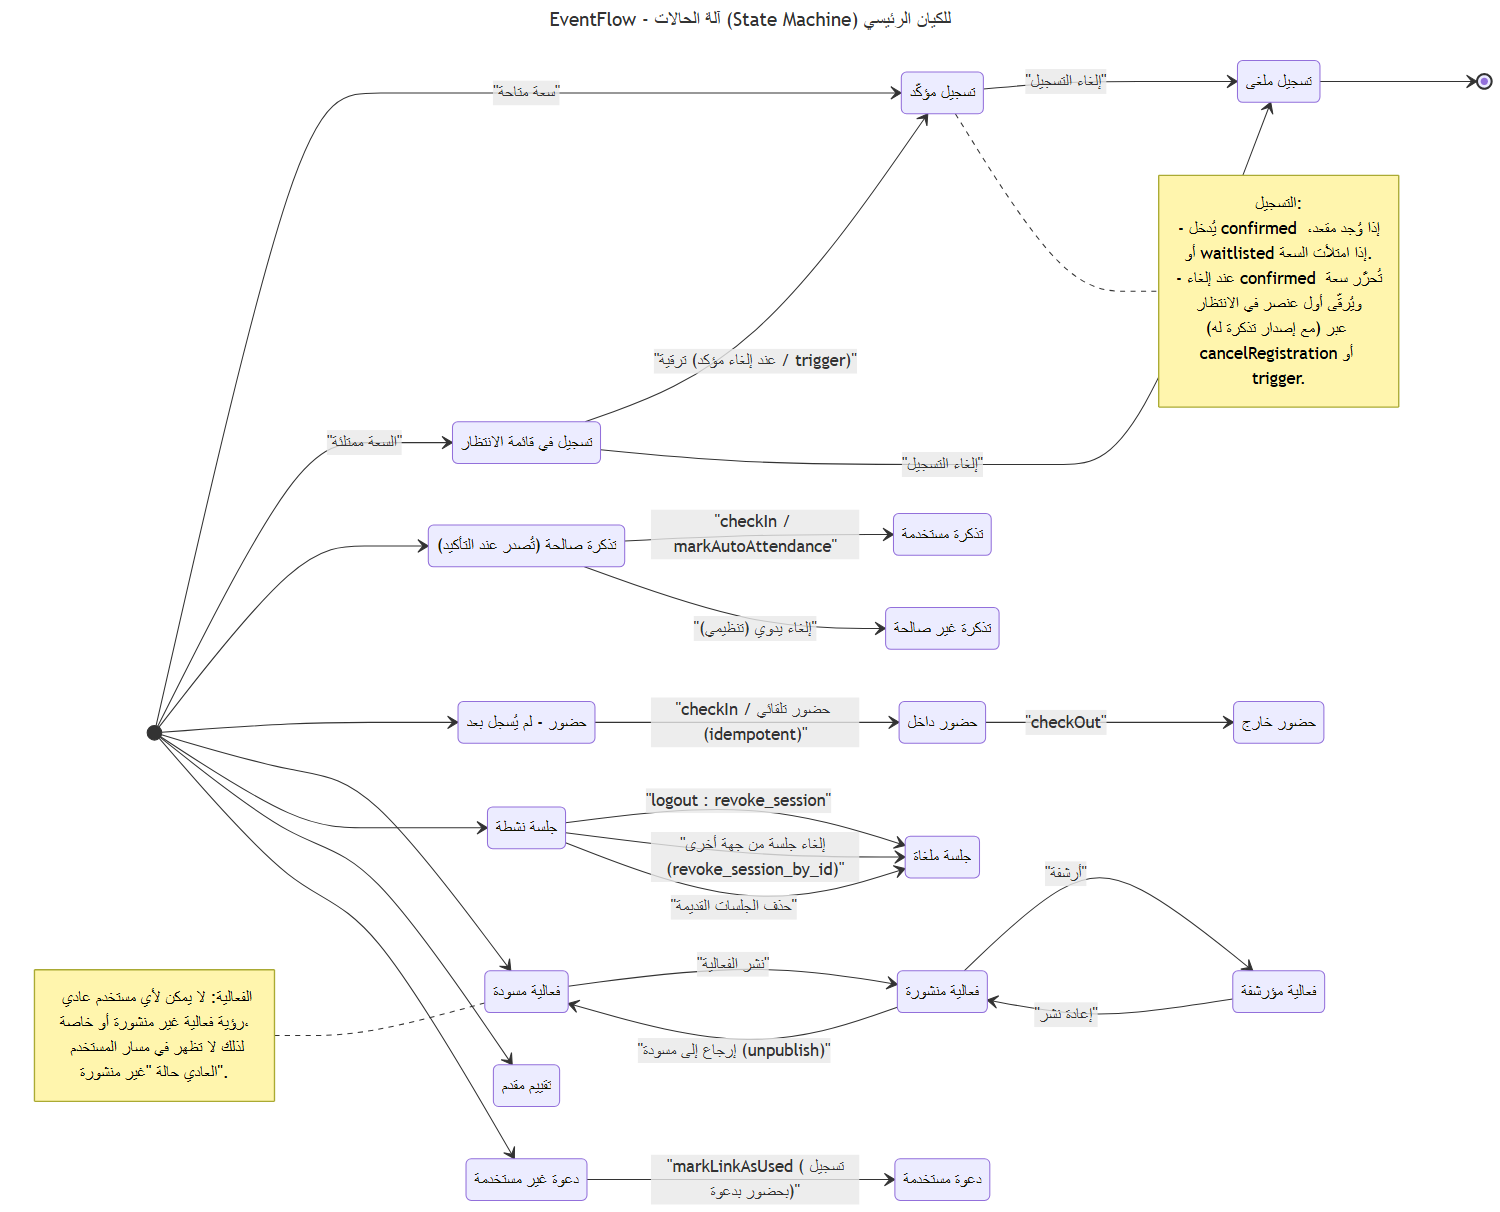 EventFlow - آلة الحالات (State Machine) للكيان الرئيسي
"سعة متاحة"
تسجيل مؤكّد
"إلغاء التسجيل"
تسجيل ملغى
التسجيل:
- يُدخل confirmed إذا وُجد مقعد،
أو waitlisted إذا امتلأت السعة.
- عند إلغاء confirmed تُحرَّر سعة
ويُرقّى أول عنصر في الانتظار
(مع إصدار تذكرة له) عبر
cancelRegistration أو
trigger.
"ترقية (عند إلغاء مؤكد / trigger)"
"السعة ممتلئة"
تسجيل في قائمة الانتظار
"إلغاء التسجيل"
تذكرة صالحة (تُصدر عند التأكيد)
"checkIn /
markAutoAttendance"
تذكرة مستخدمة
"إلغاء يدوي (تنظيمي)"
تذكرة غير صالحة
حضور - لم يُسجل بعد
"checkIn / حضور تلقائي
(idempotent)"
حضور داخل
"checkOut"
حضور خارج
"logout : revoke_session"
جلسة نشطة
"إلغاء جلسة من جهة أخرى
(revoke_session_by_id)"
جلسة ملغاة
"حذف الجلسات القديمة"
"أرشفة"
"نشر الفعالية"
فعالية مسودة
فعالية منشورة
فعالية مؤرشفة
"إعادة نشر"
"إرجاع إلى مسودة (unpublish)"
الفعالية: لا يمكن لأي مستخدم عادي
رؤية فعالية غير منشورة أو خاصة،
لذلك لا تظهر في مسار المستخدم
العادي حالة "غير منشورة".
تقييم مقدم
دعوة غير مستخدمة
"markLinkAsUsed ( تسجيل
بحضور بدعوة)"
دعوة مستخدمة